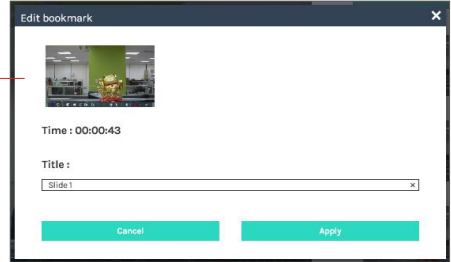 Edit bookmark ×
Time : 00:00:43
Title :
Slide 1 ×
Cancel Apply